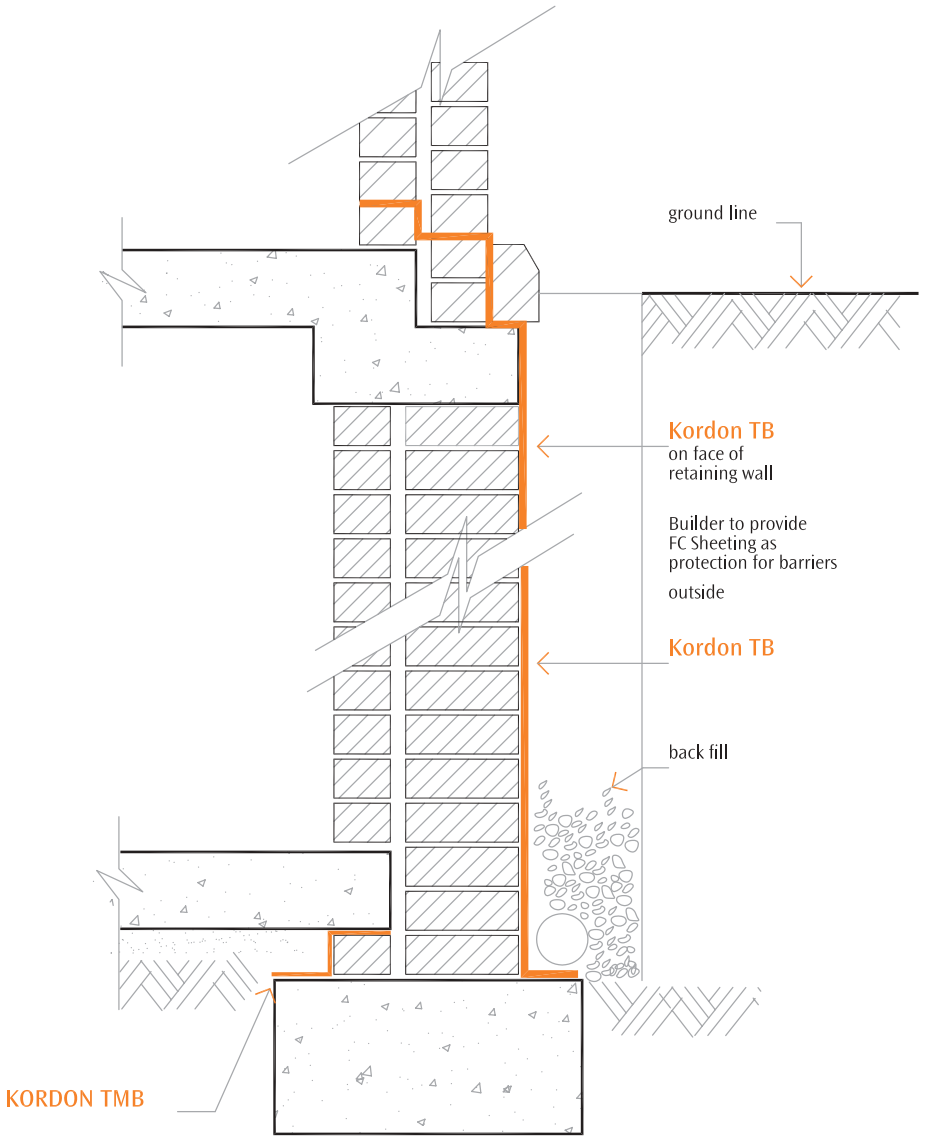 ground line
Kordon TB
on face of
retaining wall
Builder to provide
FC Sheeting as
protection for barriers
outside
Kordon TB
back fill
KORDON TMB